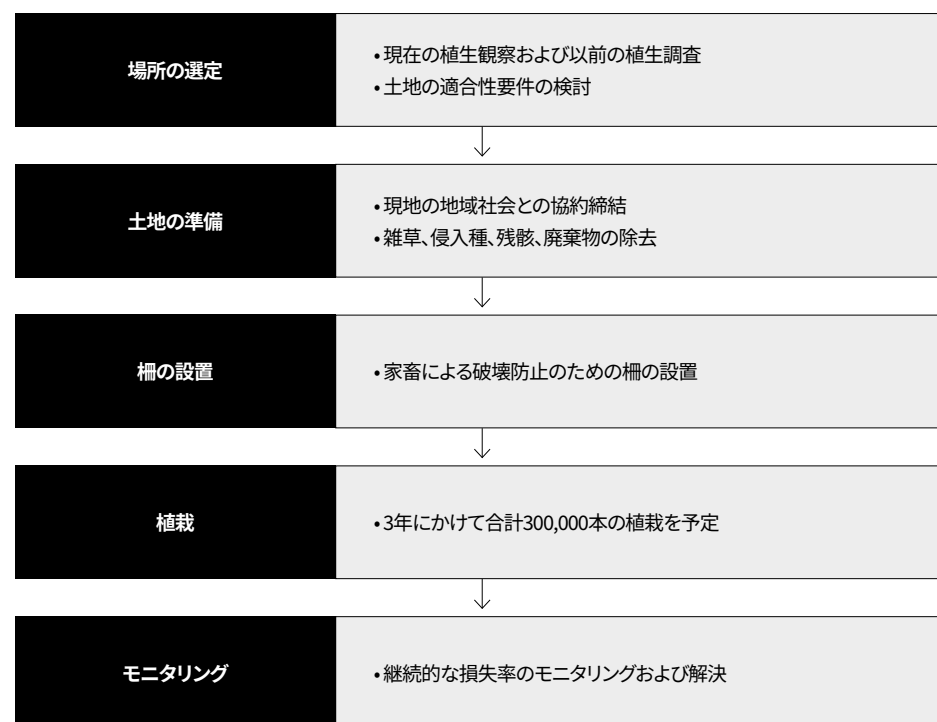 場所の選定
•現在の植生観察および以前の植生調査
•土地の適合性要件の検討
土地の準備
•現地の地域社会との協約締結
•雑草、侵入種、残骸、廃棄物の除去
柵の設置
•家畜による破壊防止のための柵の設置
植栽
•3年にかけて合計300,000本の植栽を予定
モニタリング
•継続的な損失率のモニタリングおよび解決